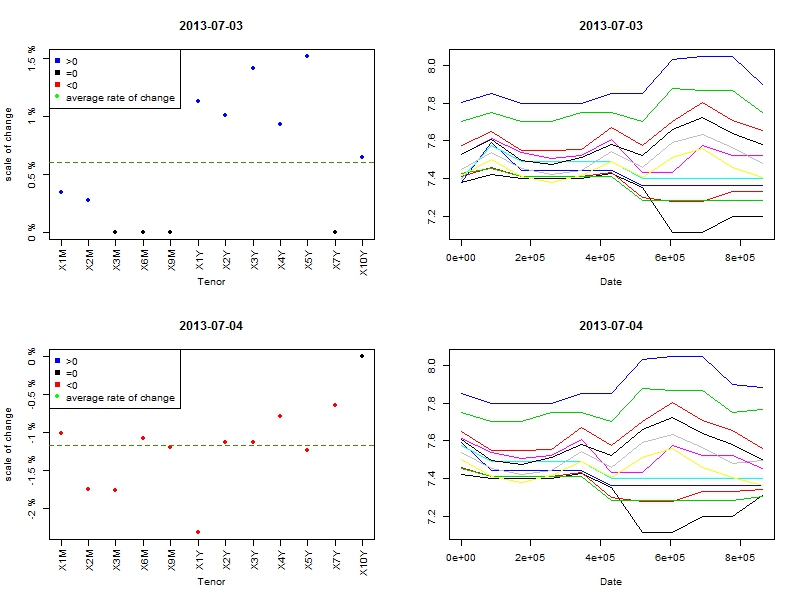 2013-07-03
scale of change
0 %
0.5 %
1 %
1.5 %
>0
=0
<0
average rate of change
X1M
X2M
X3M
X6M
X9M
X1Y
X2Y
X3Y
X4Y
X5Y
X7Y
X10Y
Tenor
2013-07-03
8.0
7.8
7.6
7.4
7.2
0e+00
2e+05
4e+05
6e+05
8e+05
Date
2013-07-04
scale of change
-2 %
-1.5 %
-1 %
-0.5 %
0 %
>0
=0
<0
average rate of change
X1M
X2M
X3M
X6M
X9M
X1Y
X2Y
X3Y
X4Y
X5Y
X7Y
X10Y
Tenor
2013-07-04
8.0
7.8
7.6
7.4
7.2
0e+00
2e+05
4e+05
6e+05
8e+05
Date